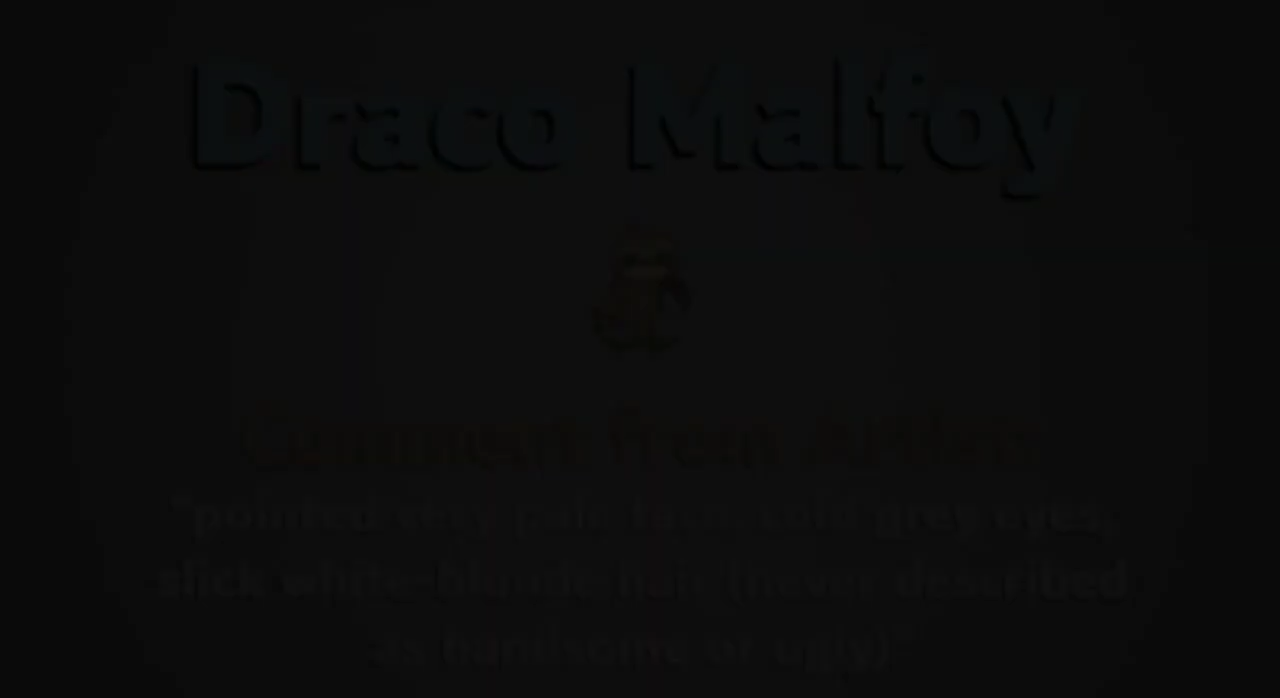 Draco Malfoy
Comment from Author:
"pointed very pale face, cold grey eyes,
slick white-blonde hair (never described
as handsome or ugly)"